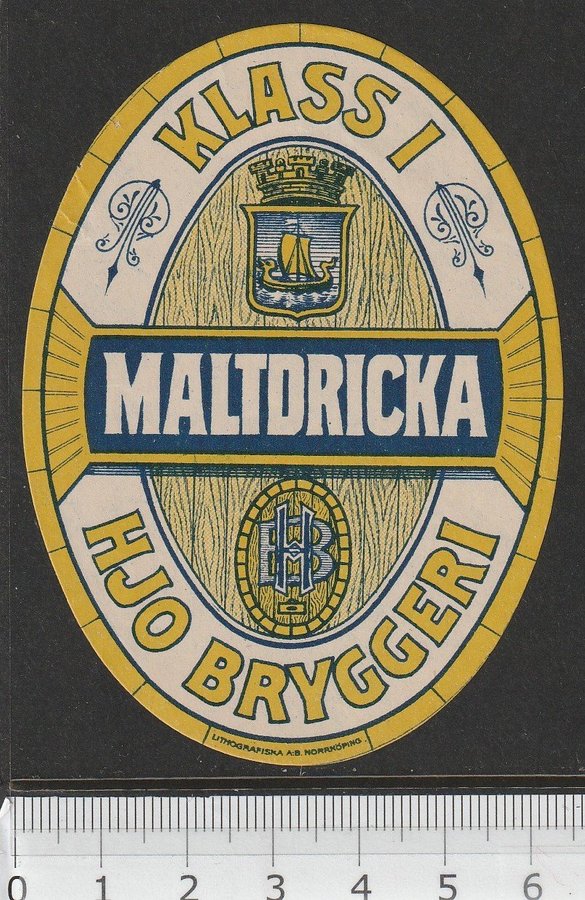 KLASS I
MALTDRICKA
HB
HJO BRYGGERI
LITHOGRAFISKA A.B. NORRKÖPING.
0 1 2 3 4 5 6